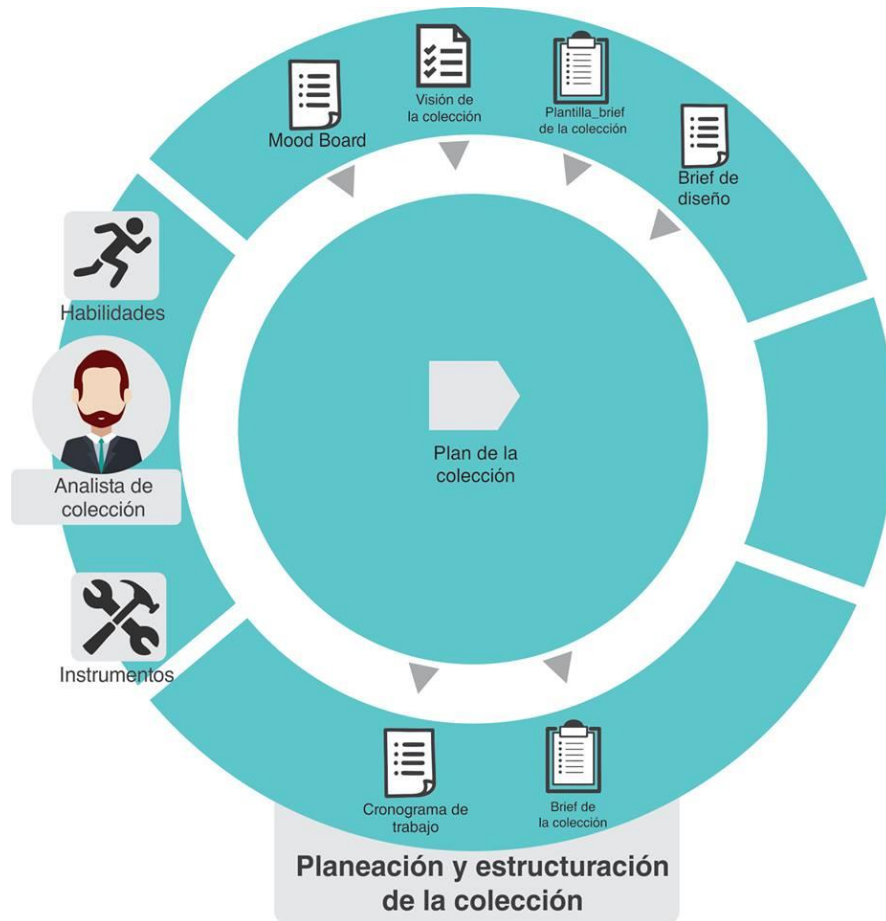 Visión de
la colección
Plantilla_brief
de la colección
Mood Board
Brief de
diseño
Habilidades
Analista de
colección
Plan de la
colección
Instrumentos
Cronograma de
trabajo
Brief de
la colección
Planeación y estructuración
de la colección